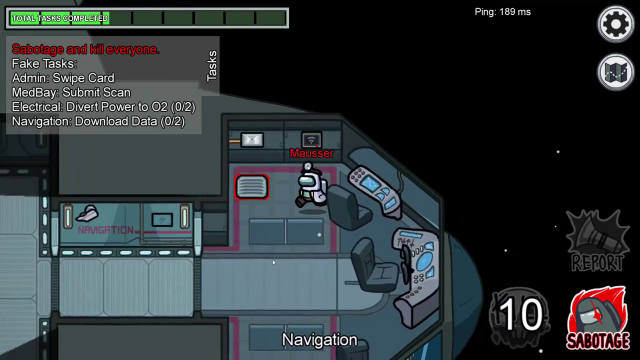 TOTAL TASKS COMPLETED
Ping: 189 ms
Sabotage and kill everyone.
Fake Tasks:
Admin: Swipe Card
MedBay: Submit Scan
Electrical: Divert Power to O2 (0/2)
Navigation: Download Data (0/2)
Tasks
Mausser
NAVIGATION
REPORT
10
SABOTAGE
Navigation